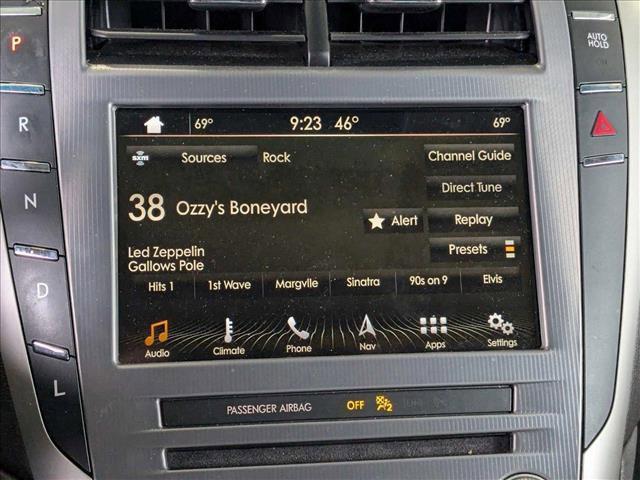 P
R
N
D
L
AUTO HOLD
69° 9:23 46° 69°
sxm Sources Rock Channel Guide
Direct Tune
38 Ozzy's Boneyard
Alert Replay
Led Zeppelin
Gallows Pole
Presets
Hits 1 1st Wave Margvlle Sinatra 90s on 9 Elvis
Audio Climate Phone Nav Apps Settings
PASSENGER AIRBAG OFF 2